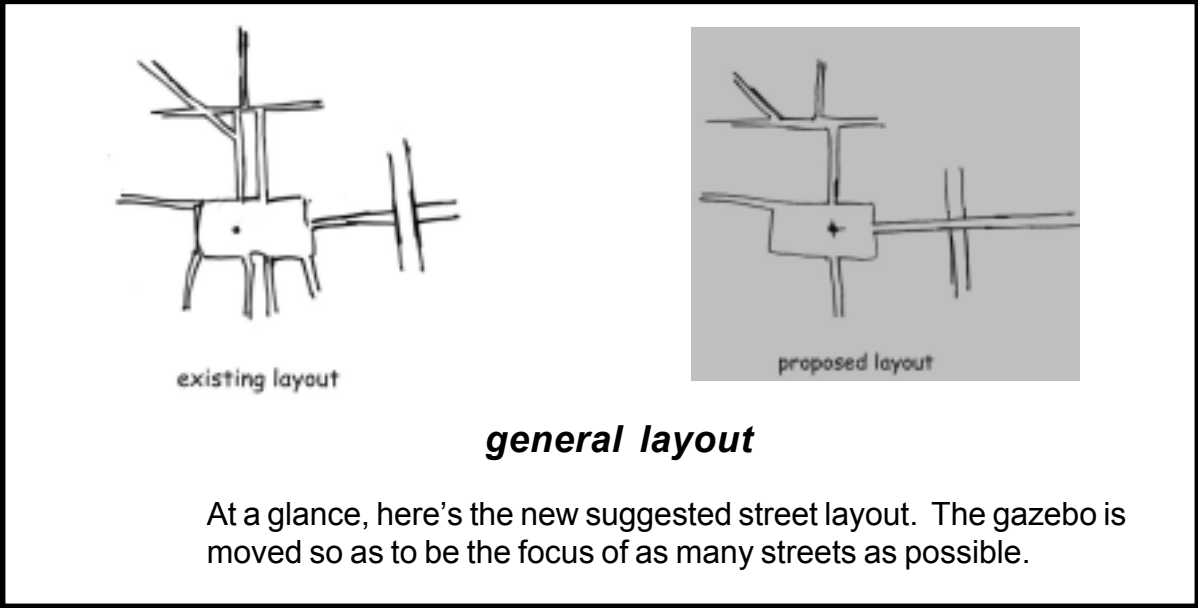 existing layout
proposed layout
general layout
At a glance, here’s the new suggested street layout. The gazebo is
moved so as to be the focus of as many streets as possible.